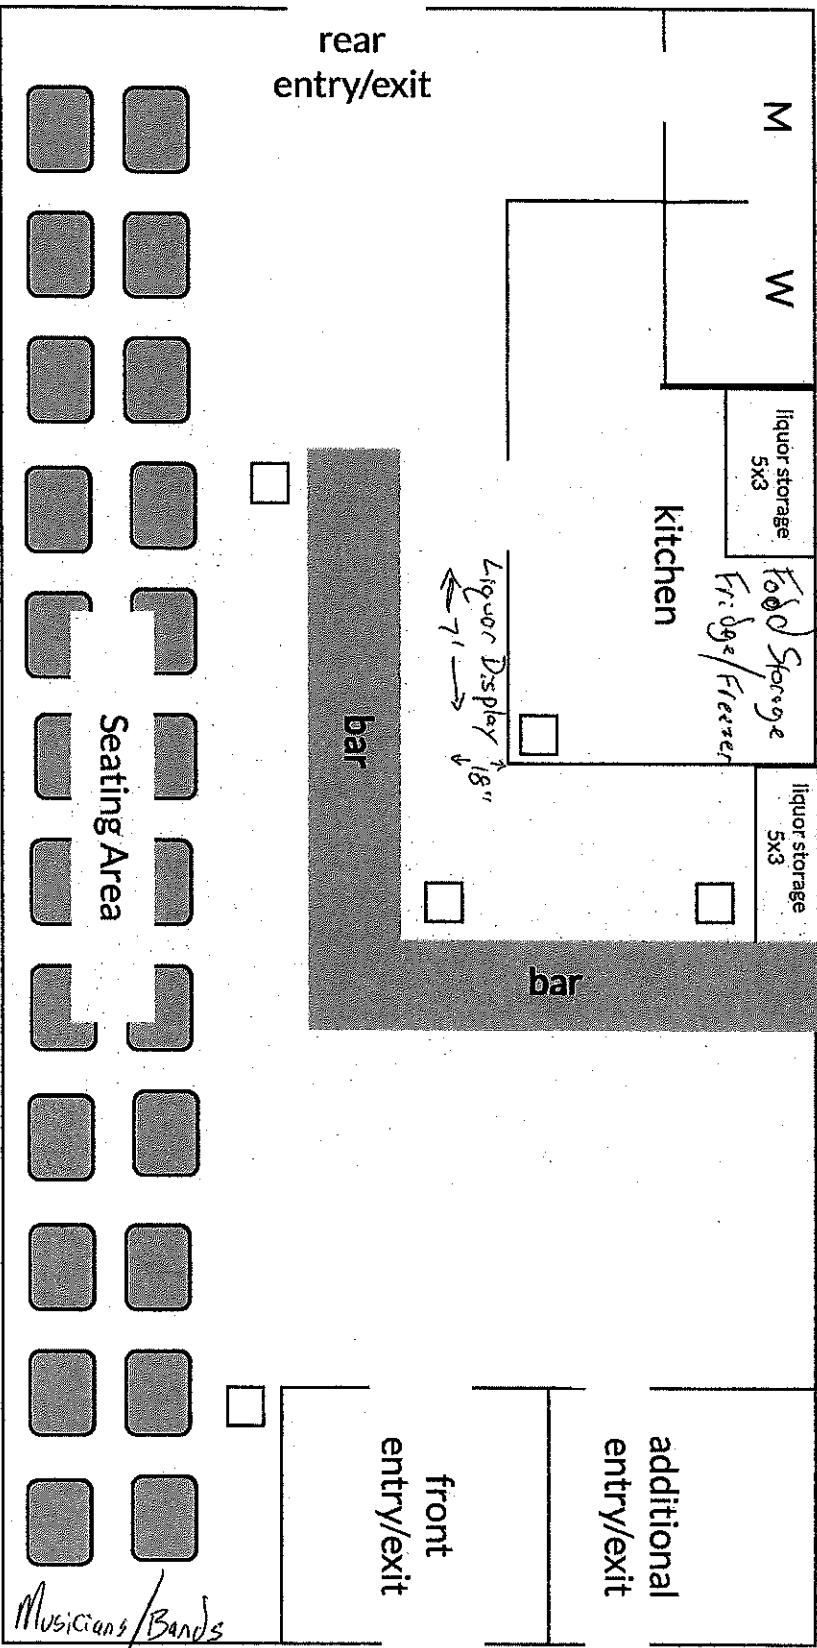 rear
entry/exit
M
W
liquor storage
5x3
kitchen
Food Storage
Fridge/Freezer
Liquor Display
← 7' →
↑
18"
↓
liquor storage
5x3
bar
bar
Seating Area
front
entry/exit
additional
entry/exit
Musicians/Bands